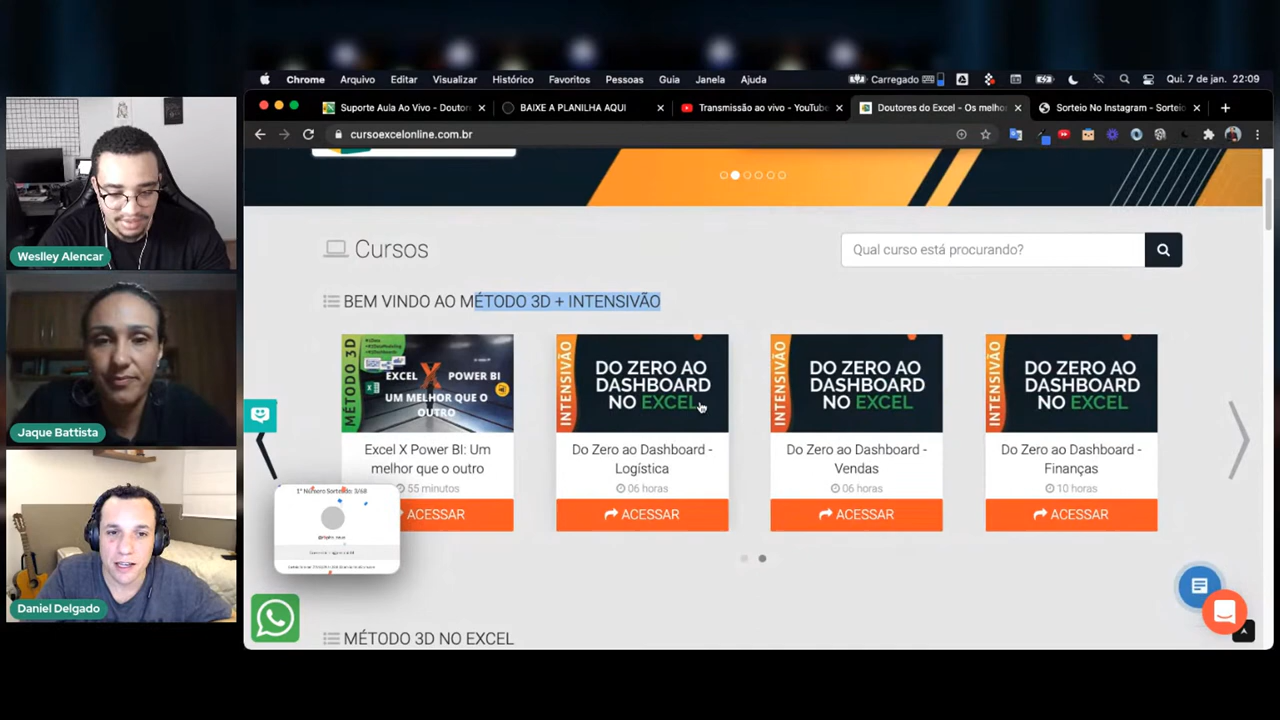 Chrome Arquivo Editar Visualizar Histórico Favoritos Pessoas Guia Janela Ajuda
Carregado Qui. 7 de jan. 22:09
Suporte Aula Ao Vivo - Doutor
BAIXE A PLANILHA AQUI
Transmissão ao vivo - YouTube
Doutores do Excel - Os melho
Sorteio No Instagram - Sorteio
cursoexcelonline.com.br
Cursos
Qual curso está procurando?
BEM VINDO AO MÉTODO 3D + INTENSIVÃO
MÉTODO 3D
EXCEL X POWER BI
UM MELHOR QUE O
OUTRO
Excel X Power BI: Um
melhor que o outro
55 minutos
ACESSAR
INTENSIVÃO
DO ZERO AO
DASHBOARD
NO EXCEL
Do Zero ao Dashboard -
Logística
06 horas
ACESSAR
INTENSIVÃO
DO ZERO AO
DASHBOARD
NO EXCEL
Do Zero ao Dashboard -
Vendas
06 horas
ACESSAR
INTENSIVÃO
DO ZERO AO
DASHBOARD
NO EXCEL
Do Zero ao Dashboard -
Finanças
10 horas
ACESSAR
MÉTODO 3D NO EXCEL
Weslley Alencar
Jaque Battista
Daniel Delgado